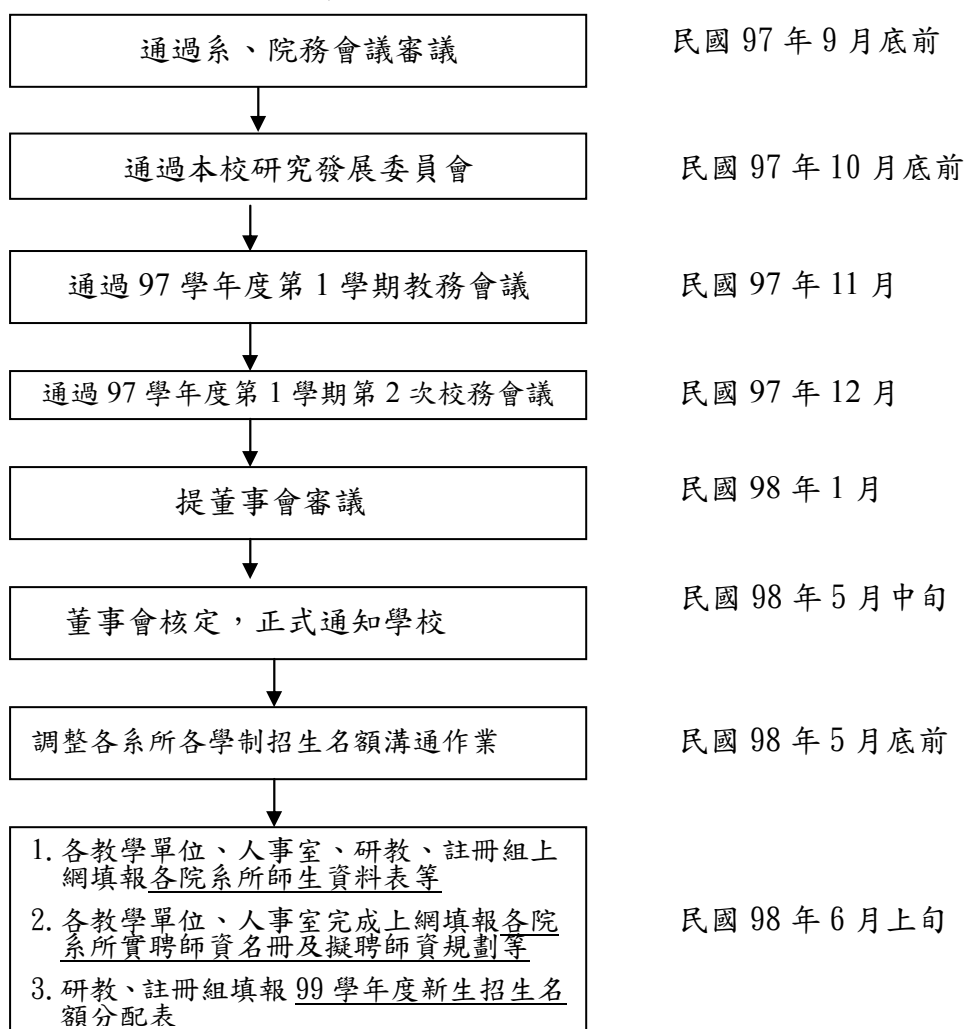 通過系、院務會議審議
民國 97 年 9 月底前
通過本校研究發展委員會
民國 97 年 10 月底前
通過 97 學年度第 1 學期教務會議
民國 97 年 11 月
通過 97 學年度第 1 學期第 2 次校務會議
民國 97 年 12 月
提董事會審議
民國 98 年 1 月
董事會核定，正式通知學校
民國 98 年 5 月中旬
調整各系所各學制招生名額溝通作業
民國 98 年 5 月底前
1. 各教學單位、人事室、研教、註冊組上
網填報各院系所師生資料表等
2. 各教學單位、人事室完成上網填報各院
系所實聘師資名冊及擬聘師資規劃等
3. 研教、註冊組填報 99 學年度新生招生名
額分配表
民國 98 年 6 月上旬